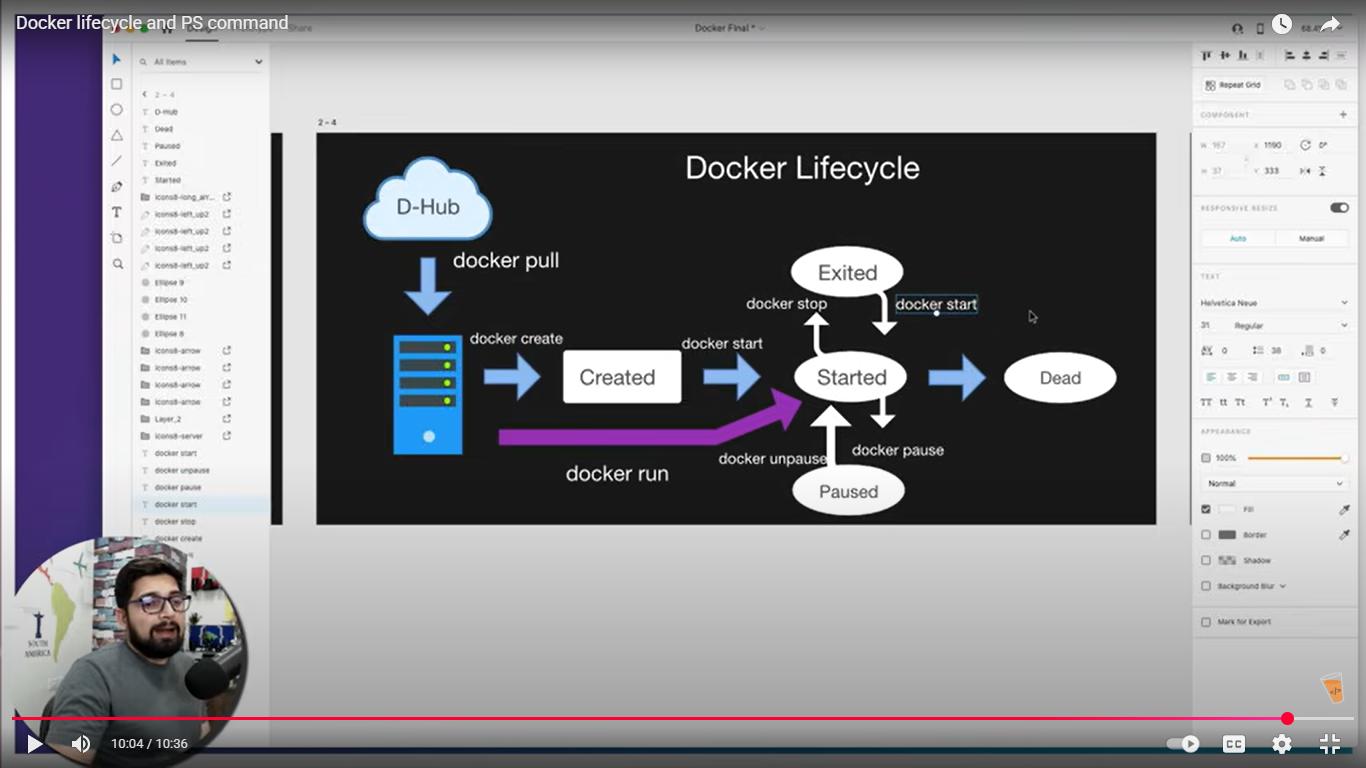 Docker lifecycle and PS command
Share
Docker Final *
All Items
2 – 4
D-Hub
Dead
Paused
Exited
Started
icons8-long_arr...
icons8-left_up2
icons8-left_up2
icons8-left_up2
icons8-left_up2
Ellipse 9
Ellipse 10
Ellipse 11
Ellipse 8
icons8-arrow
icons8-arrow
icons8-arrow
icons8-arrow
Layer_2
icons8-server
docker start
docker unpause
docker pause
docker start
docker stop
docker create
2 – 4
Docker Lifecycle
D-Hub
docker pull
Exited
docker stop
docker start
docker create
docker start
Created
Started
Dead
docker run
docker unpause
docker pause
Paused
Repeat Grid
COMPONENT
W 167 X 1190 0°
H 37 Y 333
RESPONSIVE RESIZE
Auto Manual
TEXT
Helvetica Neue
31 Regular
0 38 0
TT tt Tt
APPEARANCE
100%
Normal
Fill
Border
Shadow
Background Blur
Mark for Export
SOUTH
AMERICA
</>
10:04 / 10:36
CC